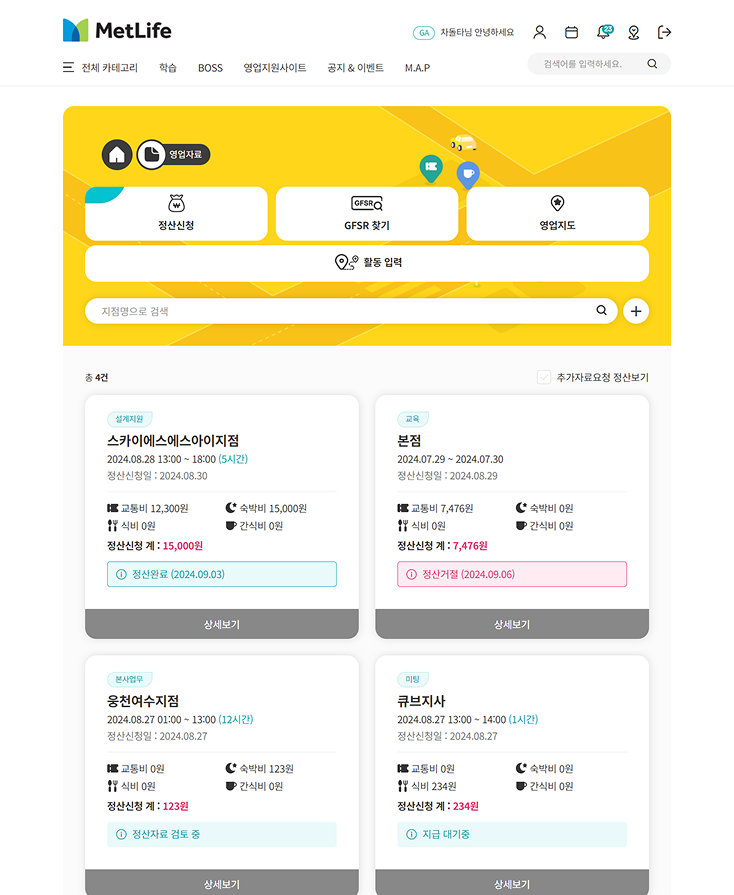 MetLife
GA 차돌타님 안녕하세요
23
전체 카테고리 학습 BOSS 영업지원사이트 공지 & 이벤트 M.A.P
검색어를 입력하세요.
영업자료
정산신청
GFSR
GFSR 찾기
영업지도
활동 입력
지점명으로 검색
총 4건
추가자료요청 정산보기
설계지원
스카이에스에스아이지점
2024.08.28 13:00 ~ 18:00 (5시간)
정산신청일 : 2024.08.30
교통비 12,300원 숙박비 15,000원
식비 0원 간식비 0원
정산신청 계 : 15,000원
정산완료 (2024.09.03)
상세보기
교육
본점
2024.07.29 ~ 2024.07.30
정산신청일 : 2024.08.29
교통비 7,476원 숙박비 0원
식비 0원 간식비 0원
정산신청 계 : 7,476원
정산거절 (2024.09.06)
상세보기
본사업무
웅천여수지점
2024.08.27 01:00 ~ 13:00 (12시간)
정산신청일 : 2024.08.27
교통비 0원 숙박비 123원
식비 0원 간식비 0원
정산신청 계 : 123원
정산자료 검토 중
상세보기
미팅
큐브지사
2024.08.27 13:00 ~ 14:00 (1시간)
정산신청일 : 2024.08.27
교통비 0원 숙박비 0원
식비 234원 간식비 0원
정산신청 계 : 234원
지급 대기중
상세보기